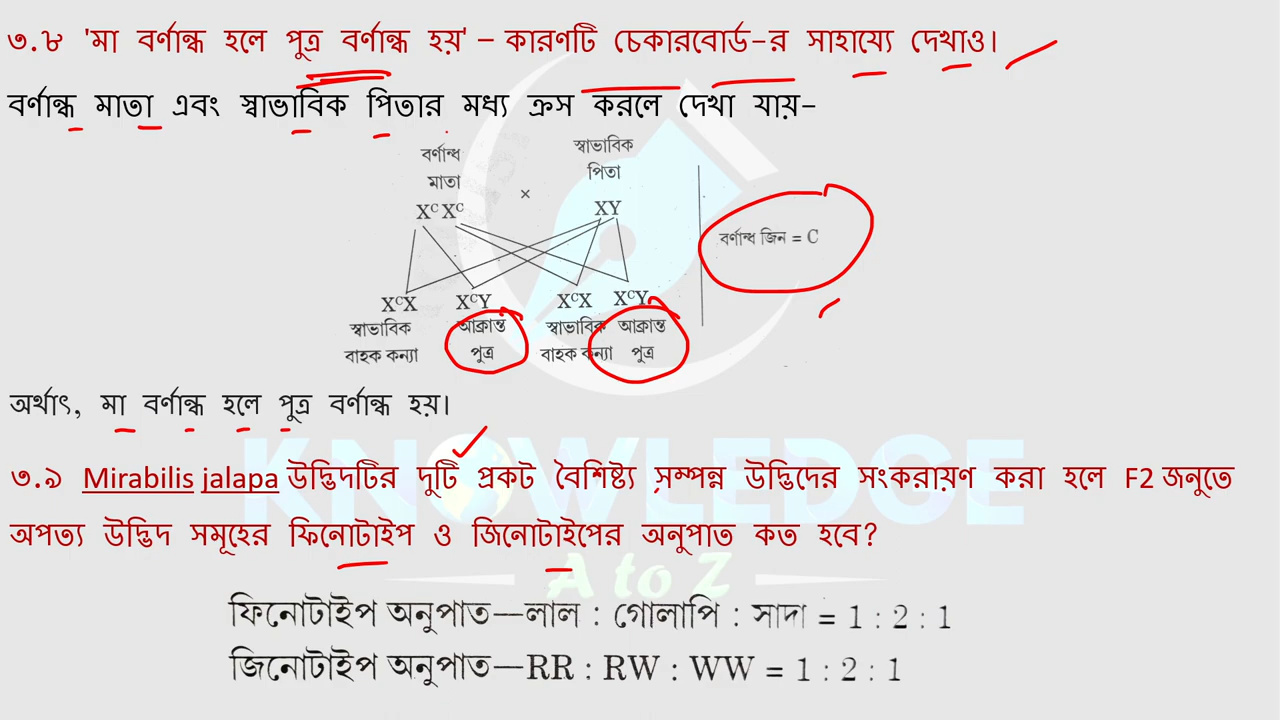 ৩.৮ 'মা বর্ণান্ধ হলে পুত্র বর্ণান্ধ হয়' – কারণটি চেকারবোর্ড-র সাহায্যে দেখাও।
বর্ণান্ধ মাতা এবং স্বাভাবিক পিতার মধ্য ক্রস করলে দেখা যায়–
বর্ণান্ধ স্বাভাবিক
মাতা পিতা
×
XᶜXᶜ XY
বর্ণান্ধ জিন = C
XᶜX XᶜY XᶜX XᶜY
স্বাভাবিক আক্রান্ত স্বাভাবিক আক্রান্ত
বাহক কন্যা পুত্র বাহক কন্যা পুত্র
অর্থাৎ, মা বর্ণান্ধ হলে পুত্র বর্ণান্ধ হয়।
৩.৯ Mirabilis jalapa উদ্ভিদটির দুটি প্রকট বৈশিষ্ট্য সম্পন্ন উদ্ভিদের সংকরায়ণ করা হলে F2 জনুতে
অপত্য উদ্ভিদ সমূহের ফিনোটাইপ ও জিনোটাইপের অনুপাত কত হবে?
KNOWLEDGE
A to Z
ফিনোটাইপ অনুপাত—লাল : গোলাপি : সাদা = 1 : 2 : 1
জিনোটাইপ অনুপাত—RR : RW : WW = 1 : 2 : 1